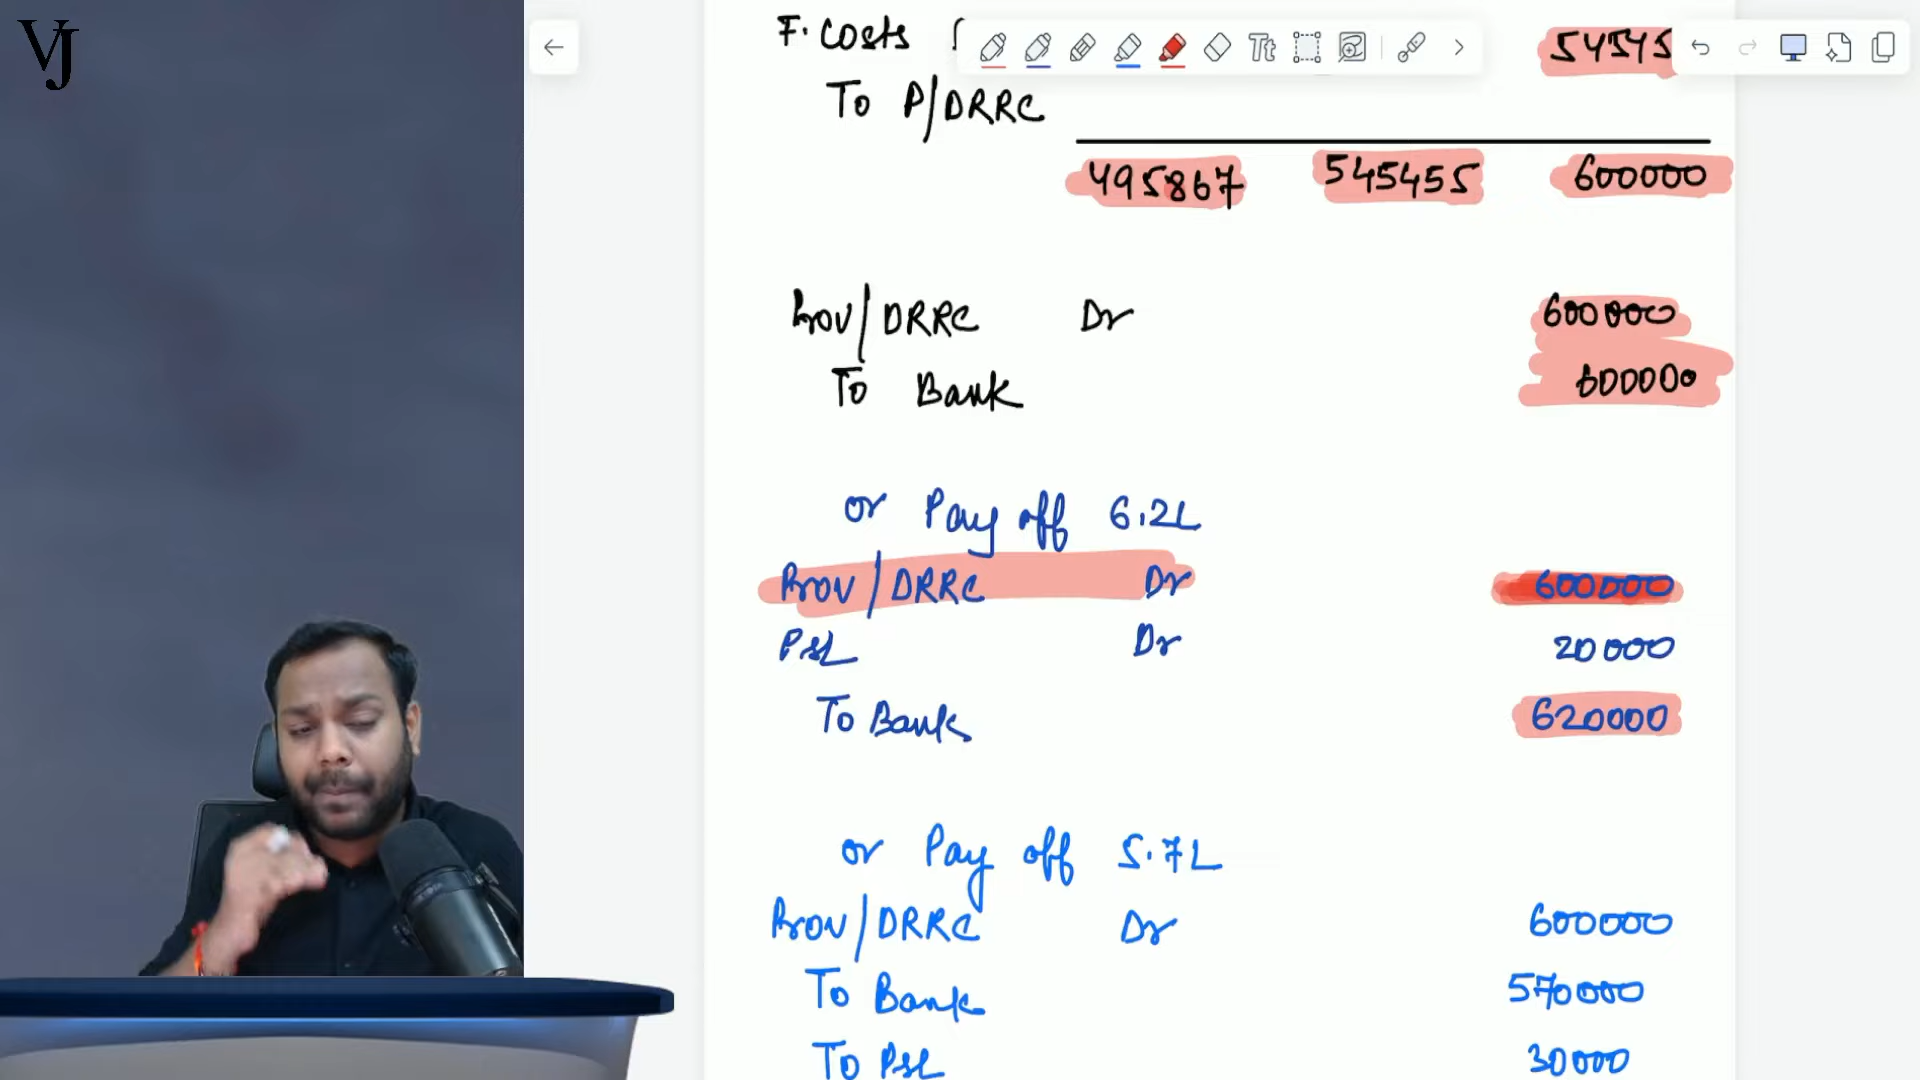 VJ
F. Costs 54545
To P/DRRC
495867 545455 600000
Prov/DRRC Dr 600000
To Bank 600000
or Pay off 6.2L
Prov/DRRC Dr 600000
P&L Dr 20000
To Bank 620000
or Pay off 5.7L
Prov/DRRC Dr 600000
To Bank 570000
To P&L 30000